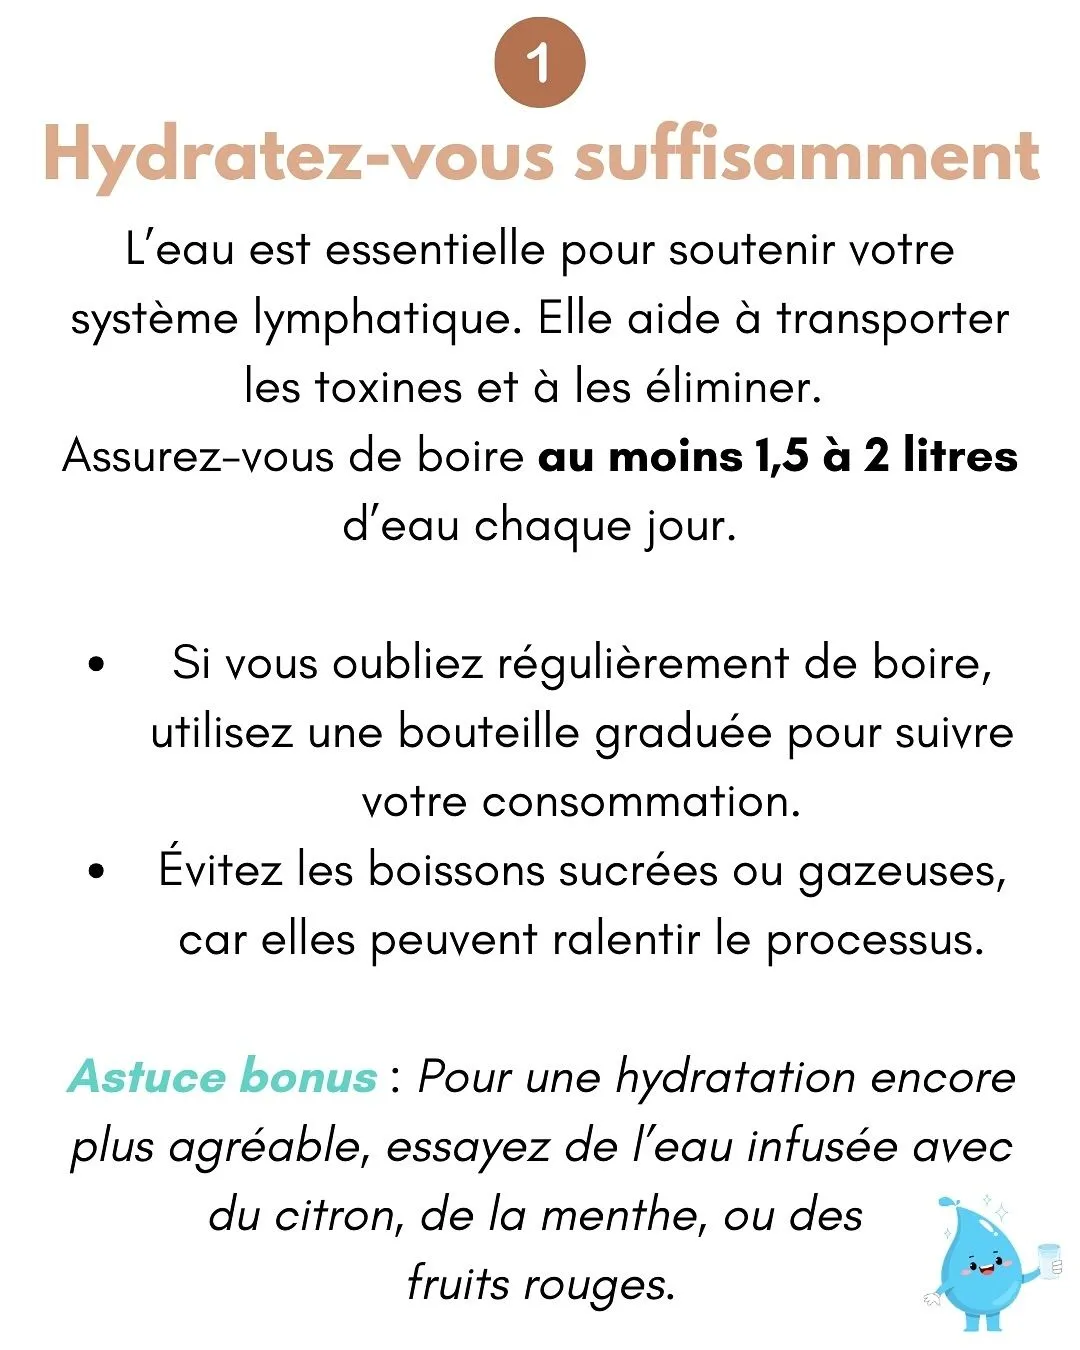 1
Hydratez-vous suffisamment
L’eau est essentielle pour soutenir votre
système lymphatique. Elle aide à transporter
les toxines et à les éliminer.
Assurez-vous de boire au moins 1,5 à 2 litres
d’eau chaque jour.
• Si vous oubliez régulièrement de boire,
utilisez une bouteille graduée pour suivre
votre consommation.
• Évitez les boissons sucrées ou gazeuses,
car elles peuvent ralentir le processus.
Astuce bonus : Pour une hydratation encore
plus agréable, essayez de l’eau infusée avec
du citron, de la menthe, ou des
fruits rouges.